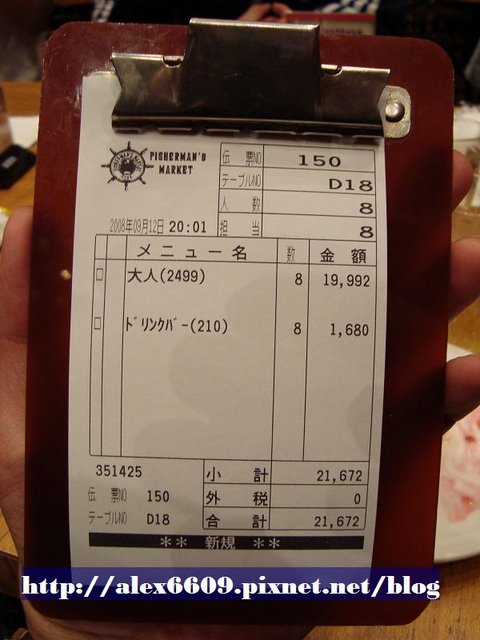 FISHERMAN'S MARKET
伝票NO 150
テーブルNO D18
人数 8
担当 8
2008年09月12日 20:01
メニュー名 数 金額
大人(2499) 8 19,992
ドリンクバー(210) 8 1,680
351425
小計 21,672
伝票NO 150
外税 0
テーブルNO D18
合計 21,672
** 新規 **
http://alex6609.pixnet.net/blog